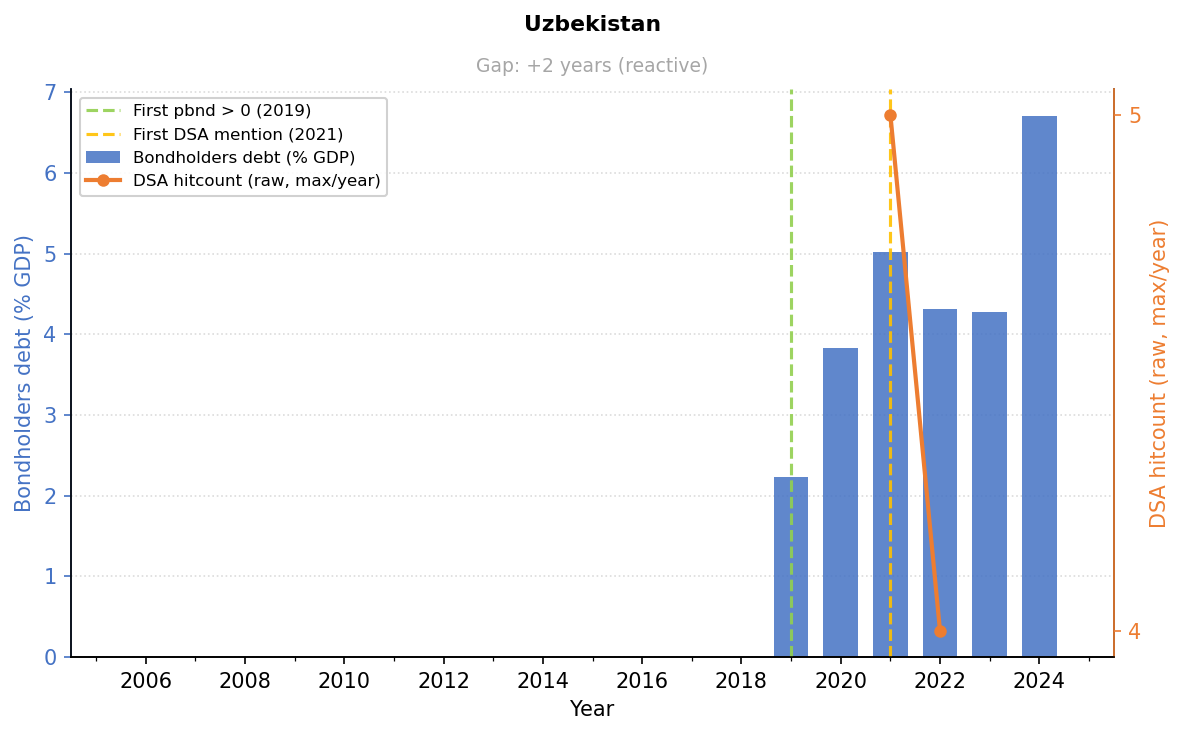 Uzbekistan
Gap: +2 years (reactive)
First pbnd > 0 (2019)
First DSA mention (2021)
Bondholders debt (% GDP)
DSA hitcount (raw, max/year)
Bondholders debt (% GDP)
7
6
5
4
3
2
1
0
5
4
DSA hitcount (raw, max/year)
2006 2008 2010 2012 2014 2016 2018 2020 2022 2024
Year